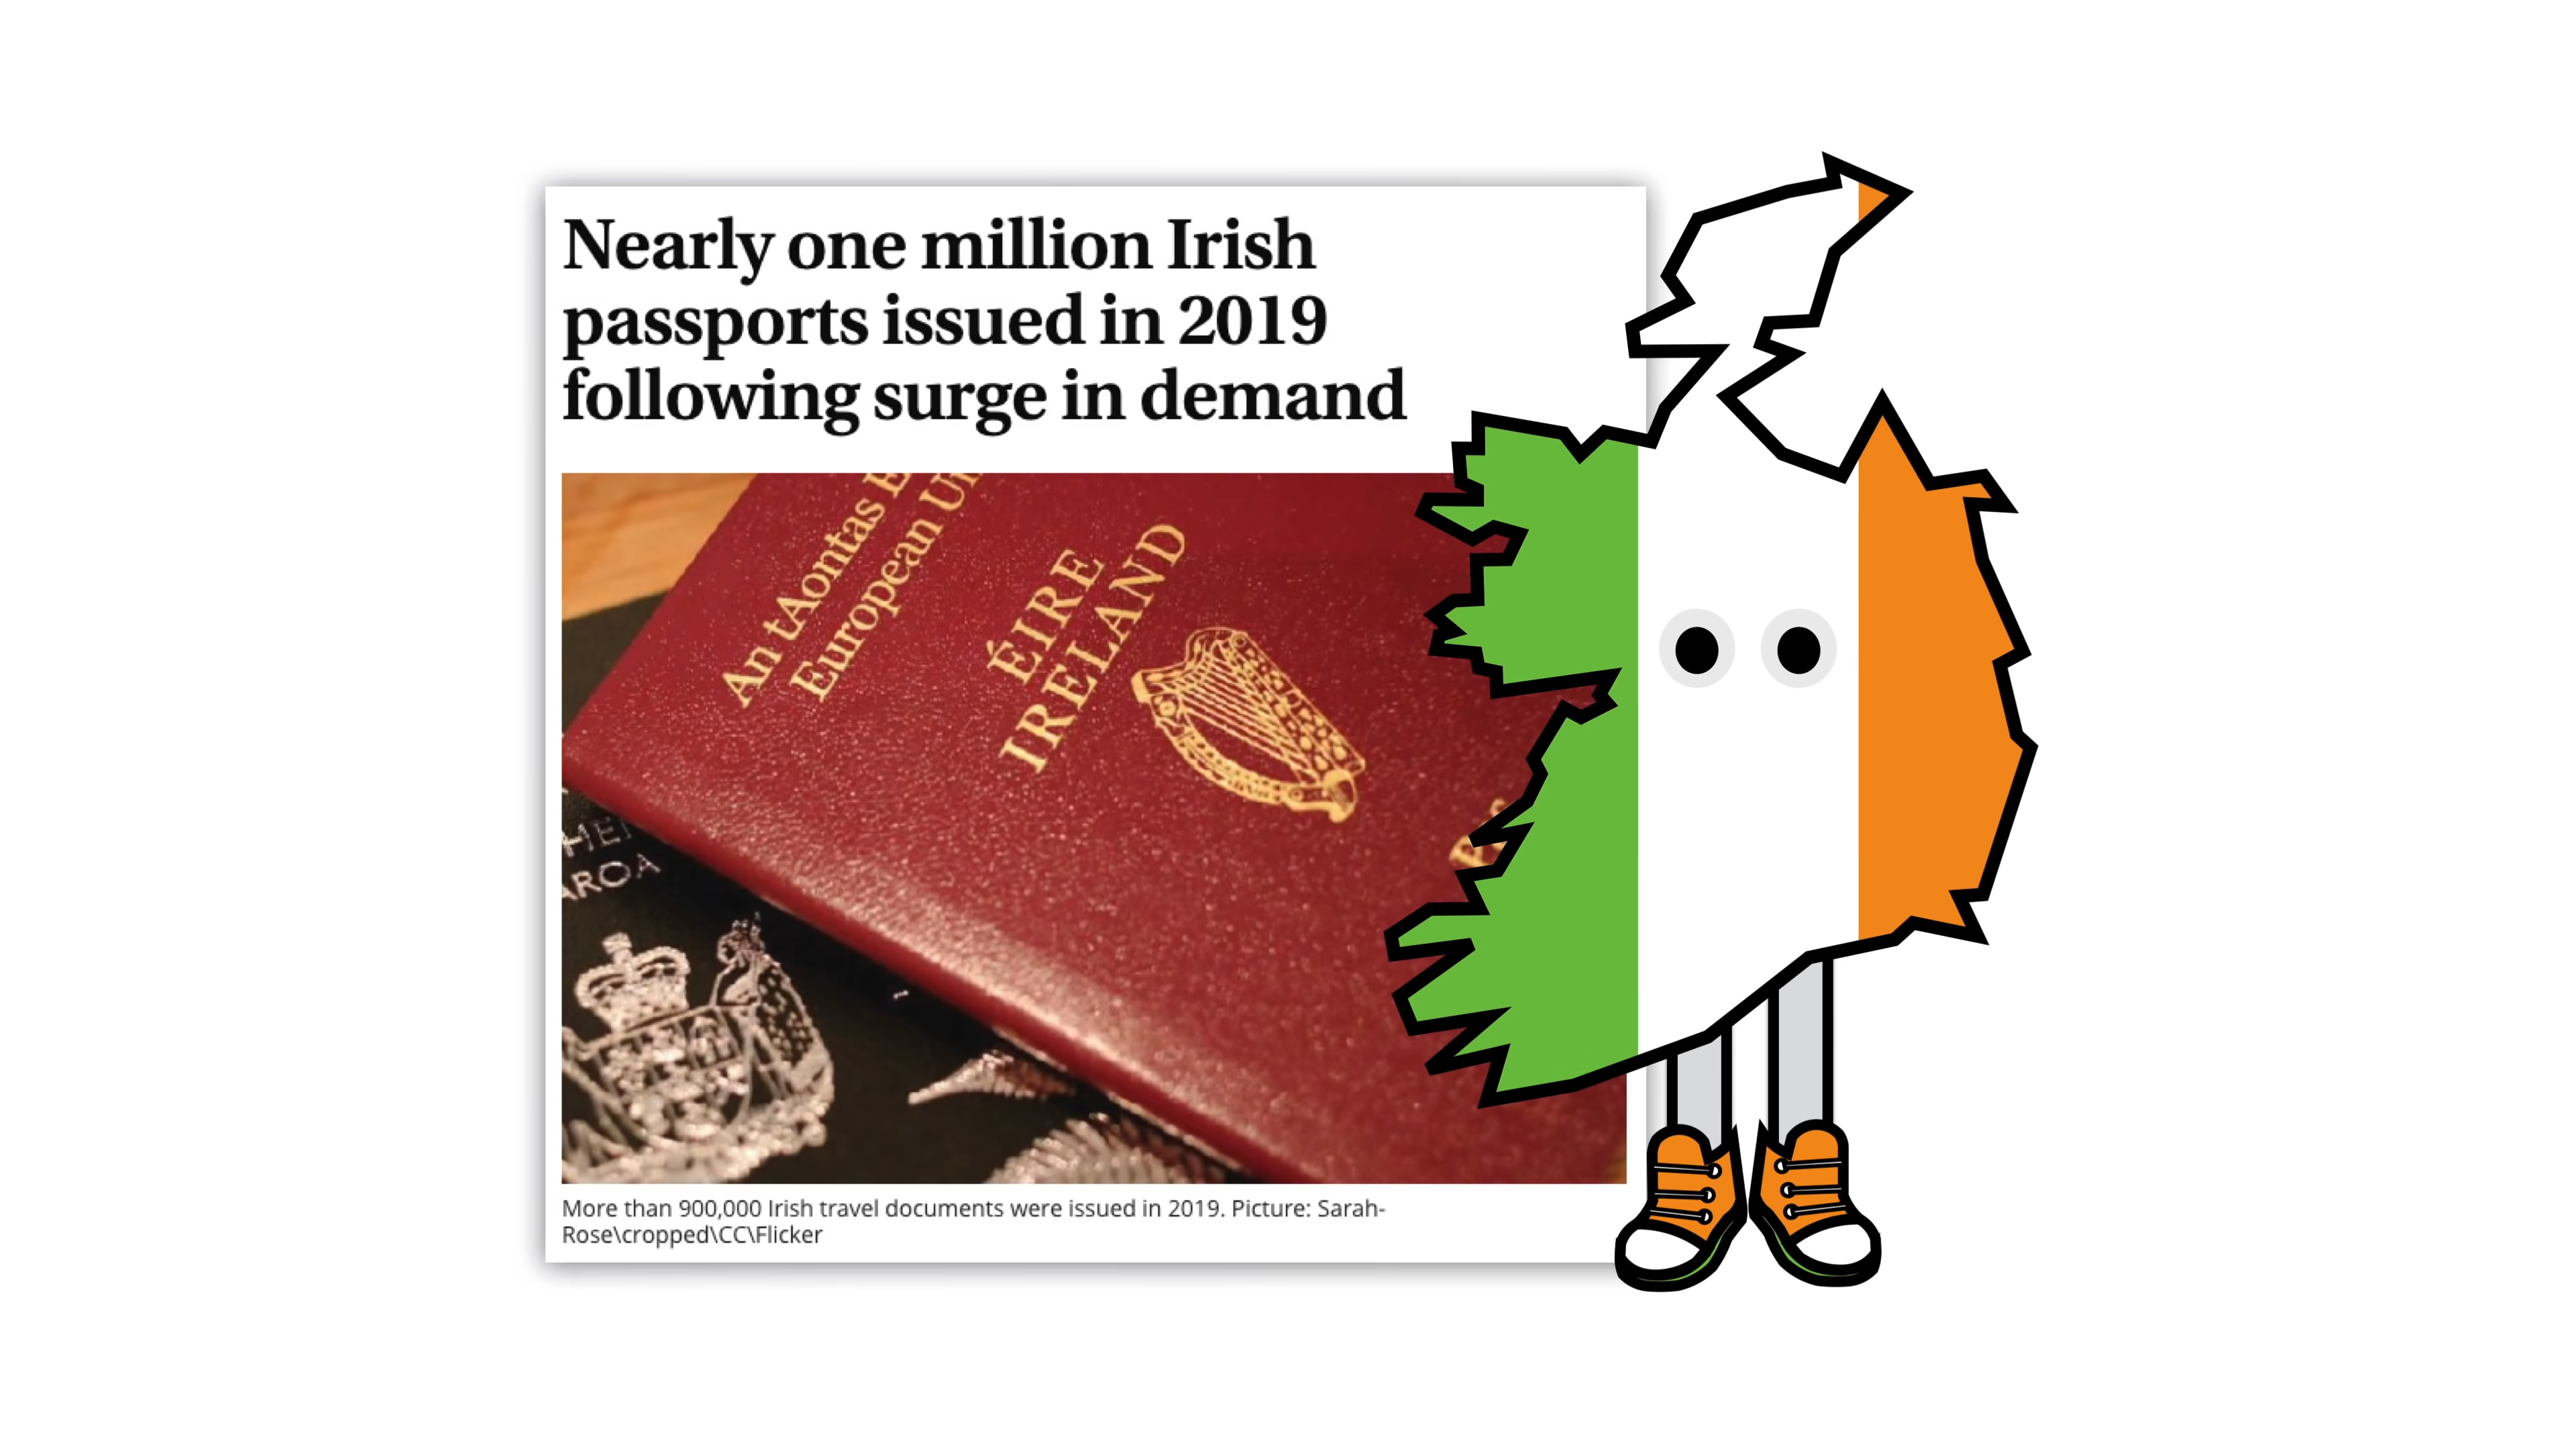 Nearly one million Irish
passports issued in 2019
following surge in demand
An tAontas
European
ÉIRE
IRELAND
AROA
More than 900,000 Irish travel documents were issued in 2019. Picture: Sarah-
Rose\cropped\CC\Flicker